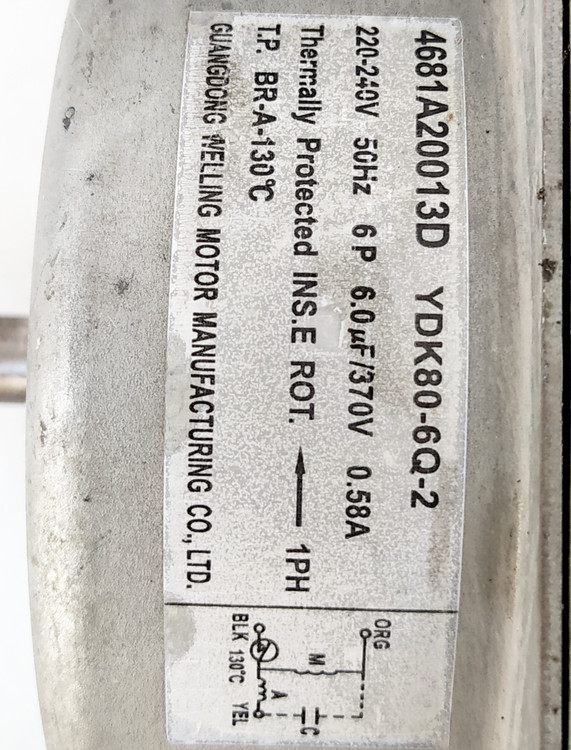 4681A20013D YDK80-6Q-2
220-240V 50Hz 6P 6.0μF/370V 0.58A
Thermally Protected INS.E ROT. ← 1PH
T.P. BR-A-130℃
GUANGDONG WELLING MOTOR MANUFACTURING CO., LTD.
ORG
M
C
A
BLK 130℃ YEL